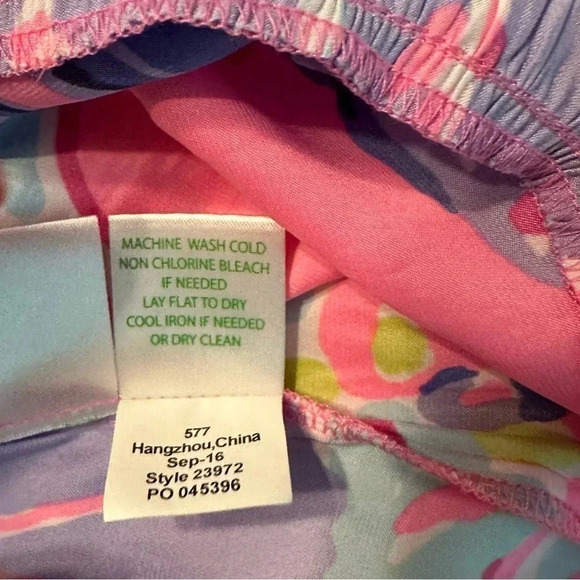 MACHINE WASH COLD
NON CHLORINE BLEACH
IF NEEDED
LAY FLAT TO DRY
COOL IRON IF NEEDED
OR DRY CLEAN
577
Hangzhou,China
Sep-16
Style 23972
PO 045396